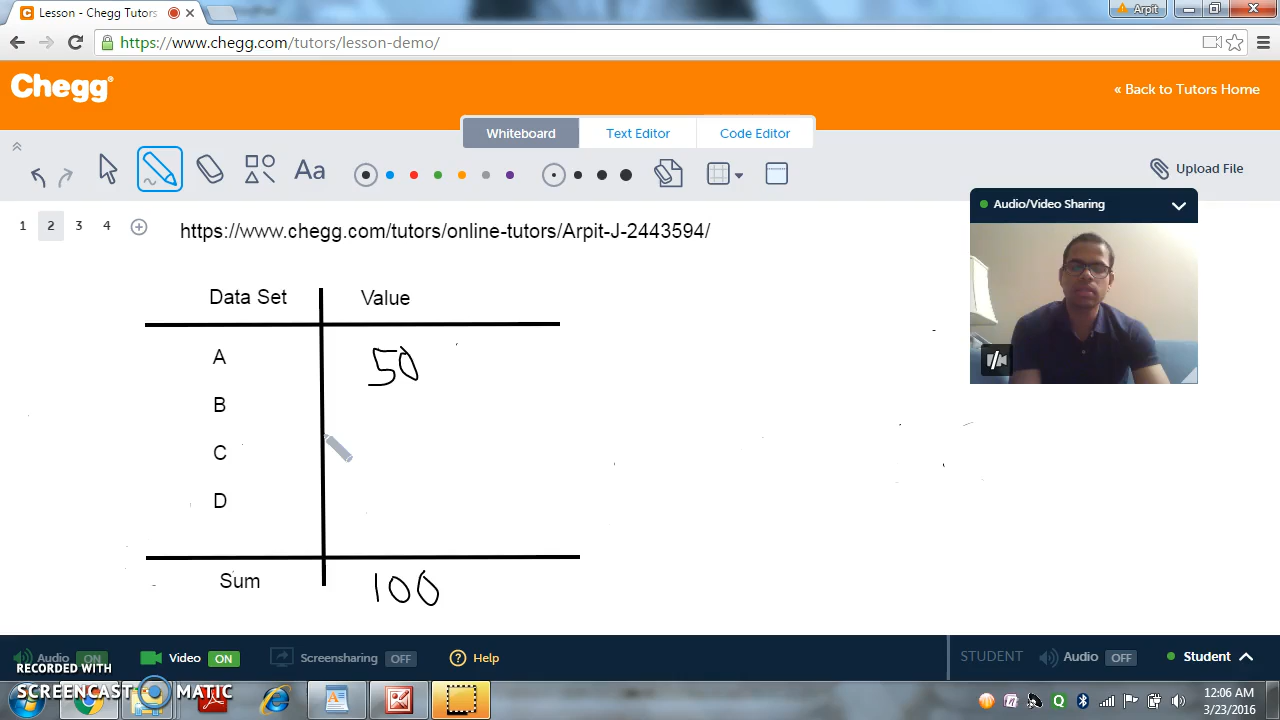 Lesson - Chegg Tutors
Arpit
https://www.chegg.com/tutors/lesson-demo/
Chegg
« Back to Tutors Home
Whiteboard
Text Editor
Code Editor
Aa
Upload File
1 2 3 4
https://www.chegg.com/tutors/online-tutors/Arpit-J-2443594/
Audio/Video Sharing
Data Set Value
A 50
B
C
D
Sum 100
Audio ON
Video ON
Screensharing OFF
? Help
STUDENT
Audio OFF
Student
RECORDED WITH
SCREENCAST MATIC
12:06 AM
3/23/2016